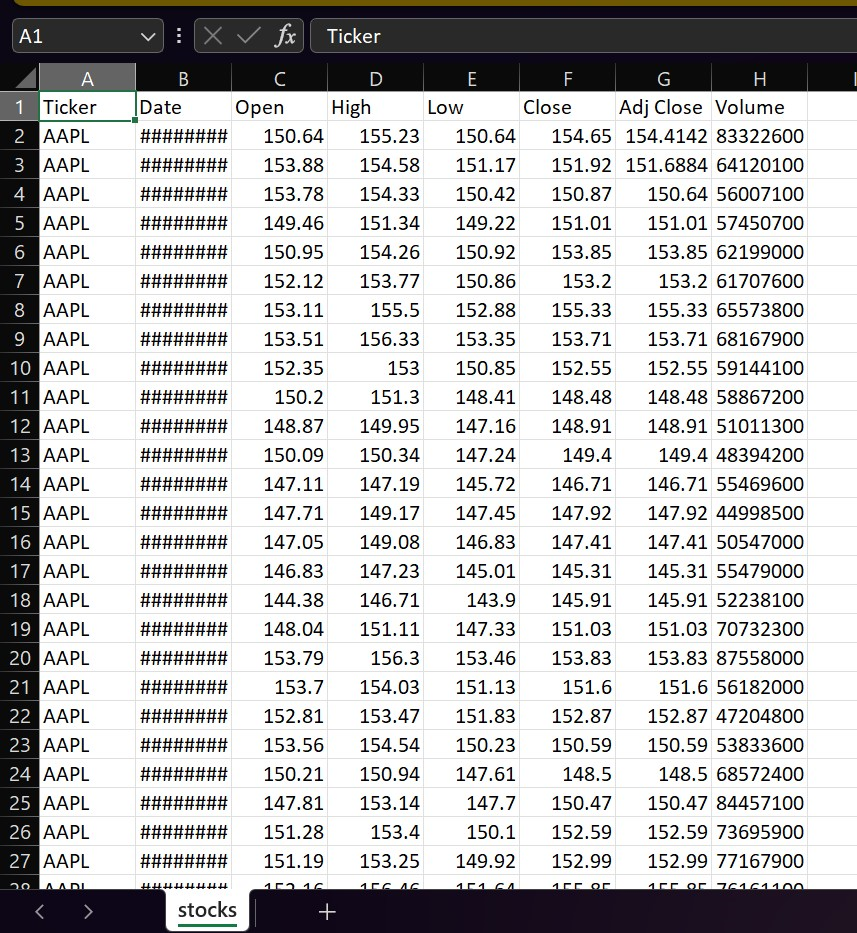 A1 fx Ticker
A B C D E F G H
1 Ticker Date Open High Low Close Adj Close Volume
2 AAPL ######## 150.64 155.23 150.64 154.65 154.4142 83322600
3 AAPL ######## 153.88 154.58 151.17 151.92 151.6884 64120100
4 AAPL ######## 153.78 154.33 150.42 150.87 150.64 56007100
5 AAPL ######## 149.46 151.34 149.22 151.01 151.01 57450700
6 AAPL ######## 150.95 154.26 150.92 153.85 153.85 62199000
7 AAPL ######## 152.12 153.77 150.86 153.2 153.2 61707600
8 AAPL ######## 153.11 155.5 152.88 155.33 155.33 65573800
9 AAPL ######## 153.51 156.33 153.35 153.71 153.71 68167900
10 AAPL ######## 152.35 153 150.85 152.55 152.55 59144100
11 AAPL ######## 150.2 151.3 148.41 148.48 148.48 58867200
12 AAPL ######## 148.87 149.95 147.16 148.91 148.91 51011300
13 AAPL ######## 150.09 150.34 147.24 149.4 149.4 48394200
14 AAPL ######## 147.11 147.19 145.72 146.71 146.71 55469600
15 AAPL ######## 147.71 149.17 147.45 147.92 147.92 44998500
16 AAPL ######## 147.05 149.08 146.83 147.41 147.41 50547000
17 AAPL ######## 146.83 147.23 145.01 145.31 145.31 55479000
18 AAPL ######## 144.38 146.71 143.9 145.91 145.91 52238100
19 AAPL ######## 148.04 151.11 147.33 151.03 151.03 70732300
20 AAPL ######## 153.79 156.3 153.46 153.83 153.83 87558000
21 AAPL ######## 153.7 154.03 151.13 151.6 151.6 56182000
22 AAPL ######## 152.81 153.47 151.83 152.87 152.87 47204800
23 AAPL ######## 153.56 154.54 150.23 150.59 150.59 53833600
24 AAPL ######## 150.21 150.94 147.61 148.5 148.5 68572400
25 AAPL ######## 147.81 153.14 147.7 150.47 150.47 84457100
26 AAPL ######## 151.28 153.4 150.1 152.59 152.59 73695900
27 AAPL ######## 151.19 153.25 149.92 152.99 152.99 77167900
28 AAPL ######## 152.16 156.46 151.64 155.85 155.85 76161100
stocks